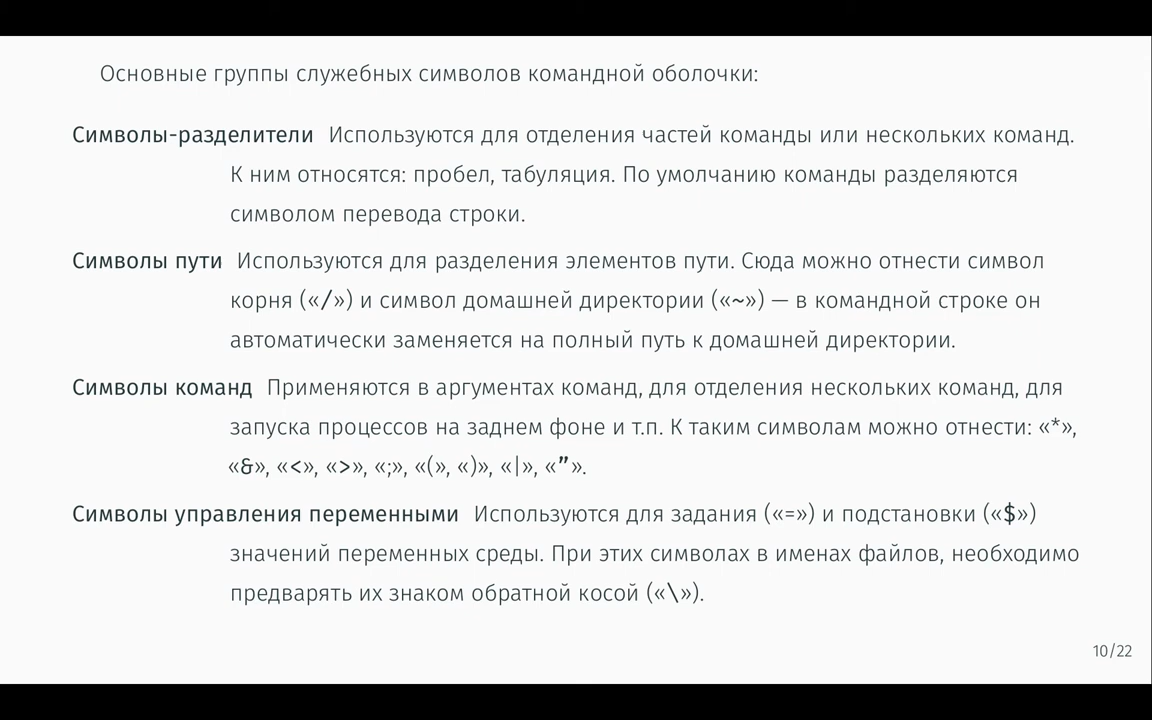 Основные группы служебных символов командной оболочки:
Символы-разделители Используются для отделения частей команды или нескольких команд.
К ним относятся: пробел, табуляция. По умолчанию команды разделяются
символом перевода строки.
Символы пути Используются для разделения элементов пути. Сюда можно отнести символ
корня («/») и символ домашней директории («~») — в командной строке он
автоматически заменяется на полный путь к домашней директории.
Символы команд Применяются в аргументах команд, для отделения нескольких команд, для
запуска процессов на заднем фоне и т.п. К таким символам можно отнести: «*»,
«&», «<», «>», «;», «(», «)», «|», «”».
Символы управления переменными Используются для задания («=») и подстановки («$»)
значений переменных среды. При этих символах в именах файлов, необходимо
предварять их знаком обратной косой («\»).
10/22